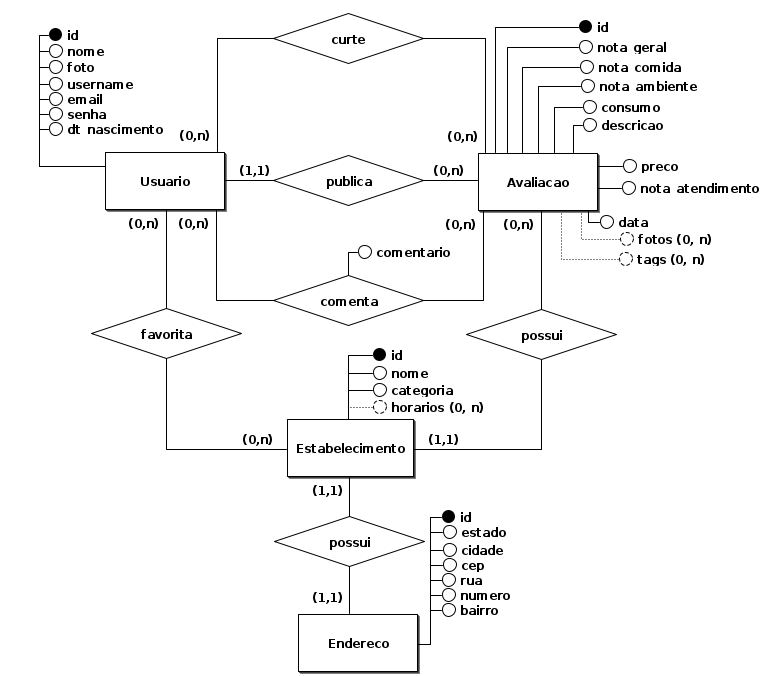 id
nome
foto
username
email
senha
dt nascimento
curte
id
nota geral
nota comida
nota ambiente
consumo
descricao
preco
nota atendimento
data
fotos (0, n)
tags (0, n)
(0,n)
(0,n)
Usuario
(1,1)
publica
(0,n)
Avaliacao
(0,n)
(0,n)
(0,n)
(0,n)
comentario
comenta
favorita
possui
id
nome
categoria
horarios (0, n)
(0,n)
Estabelecimento
(1,1)
(1,1)
possui
(1,1)
Endereco
id
estado
cidade
cep
rua
numero
bairro